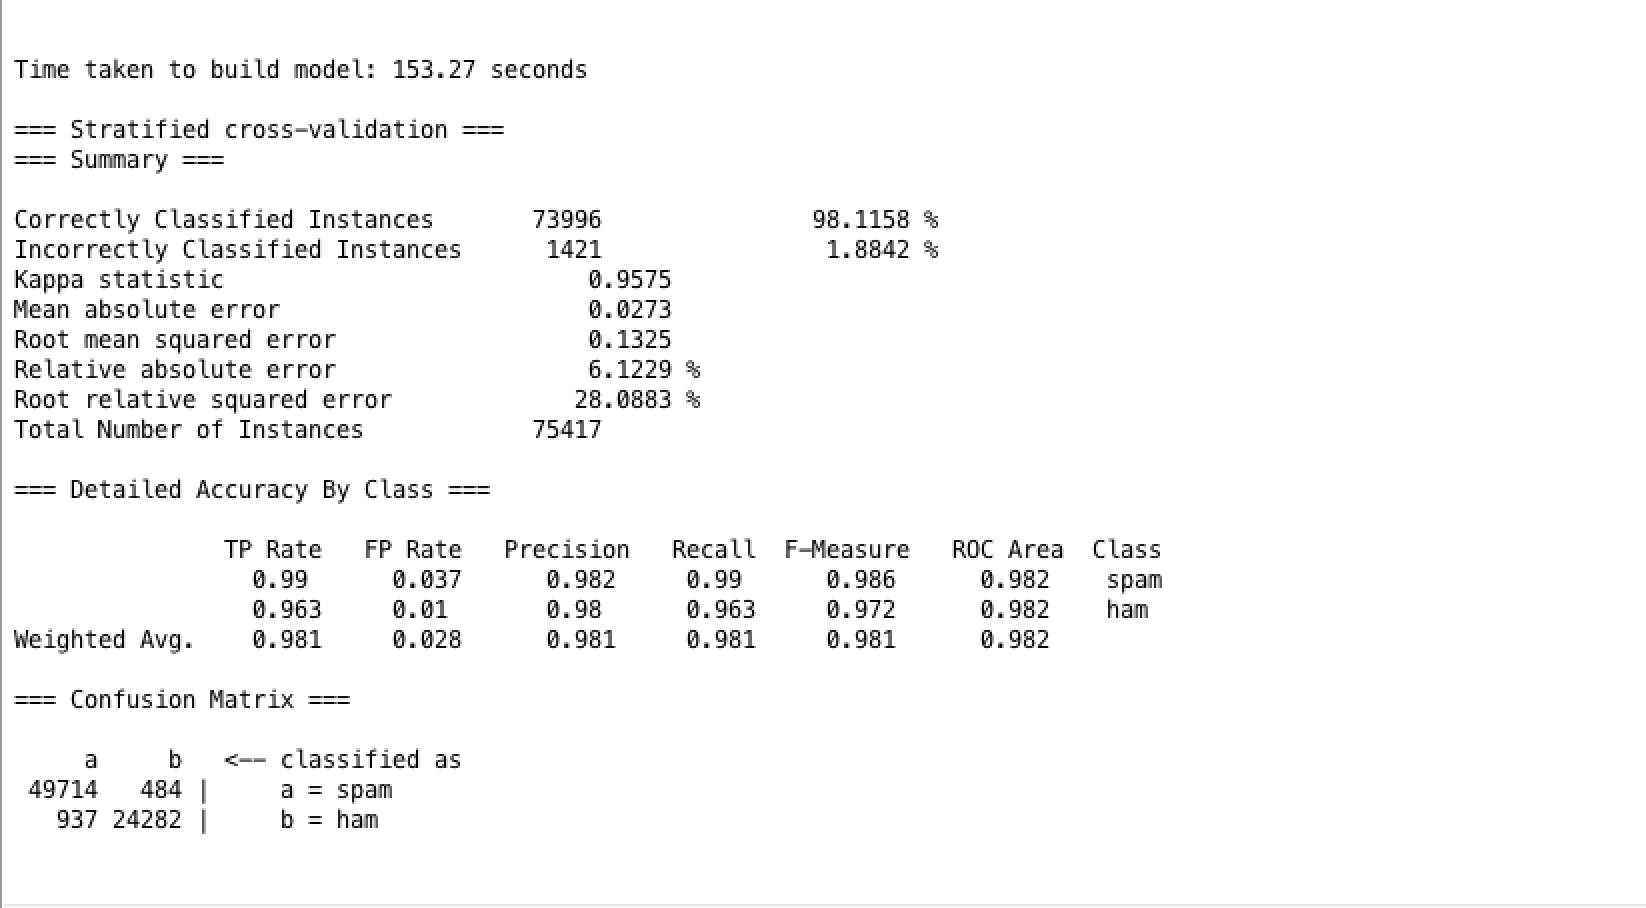 Time taken to build model: 153.27 seconds
=== Stratified cross-validation ===
=== Summary ===
Correctly Classified Instances 73996 98.1158 %
Incorrectly Classified Instances 1421 1.8842 %
Kappa statistic 0.9575
Mean absolute error 0.0273
Root mean squared error 0.1325
Relative absolute error 6.1229 %
Root relative squared error 28.0883 %
Total Number of Instances 75417
=== Detailed Accuracy By Class ===
TP Rate FP Rate Precision Recall F-Measure ROC Area Class
0.99 0.037 0.982 0.99 0.986 0.982 spam
0.963 0.01 0.98 0.963 0.972 0.982 ham
Weighted Avg. 0.981 0.028 0.981 0.981 0.981 0.982
=== Confusion Matrix ===
a b <-- classified as
49714 484 | a = spam
937 24282 | b = ham